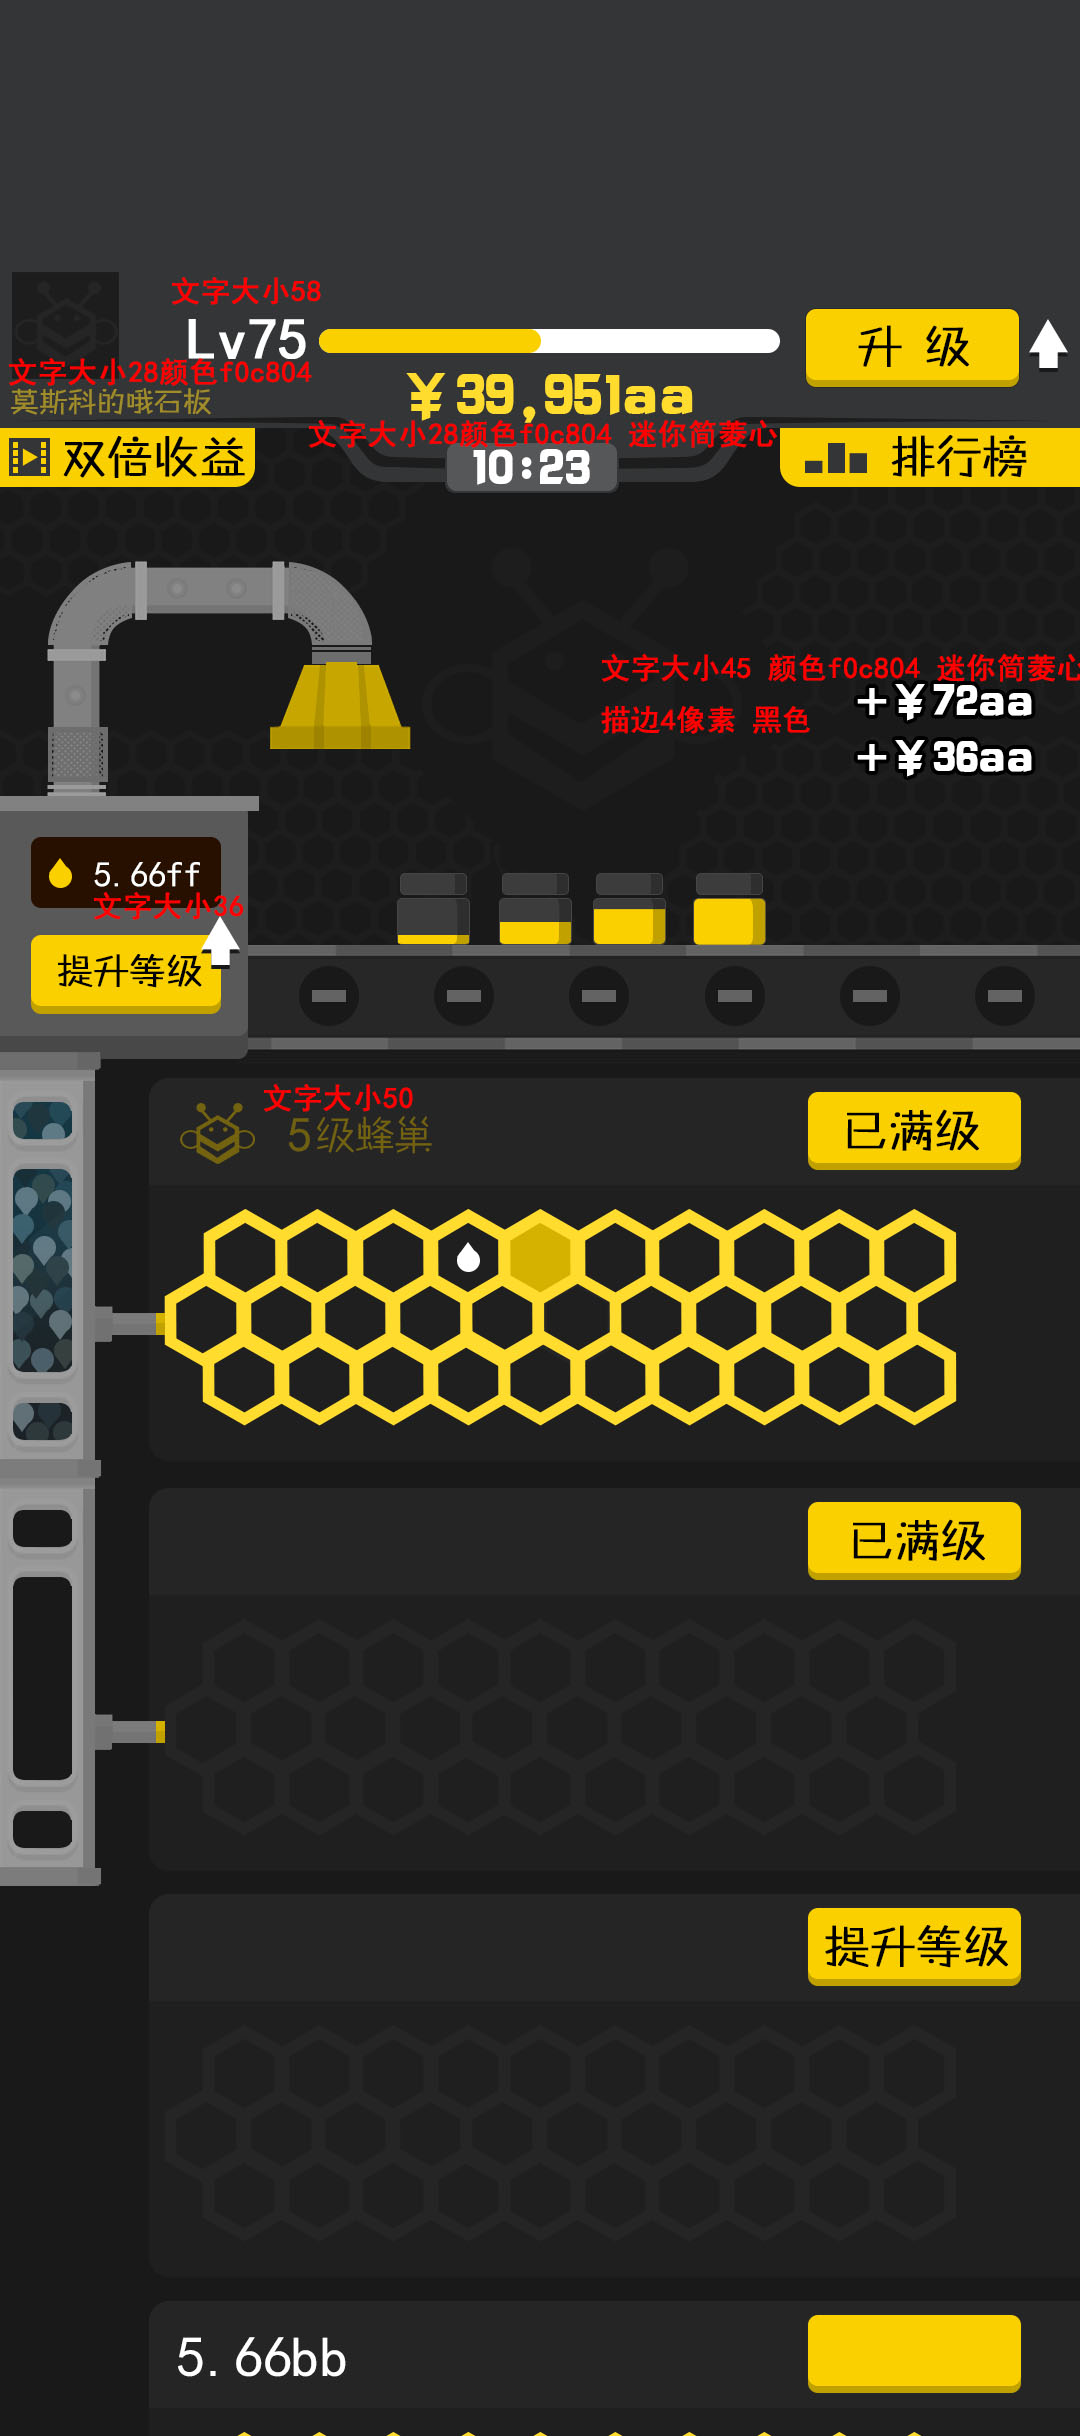 文字大小58
Lv75
升 级
文字大小28颜色f0c804
¥39,951aa
莫斯科的哦石板
文字大小28颜色f0c804 迷你简菱心
双倍收益
10:23
排行榜
文字大小45 颜色f0c804 迷你简菱心
+¥72aa
描边4像素 黑色
+¥36aa
5.66ff
文字大小36
提升等级
文字大小50
5级蜂巢
已满级
已满级
提升等级
5.66bb